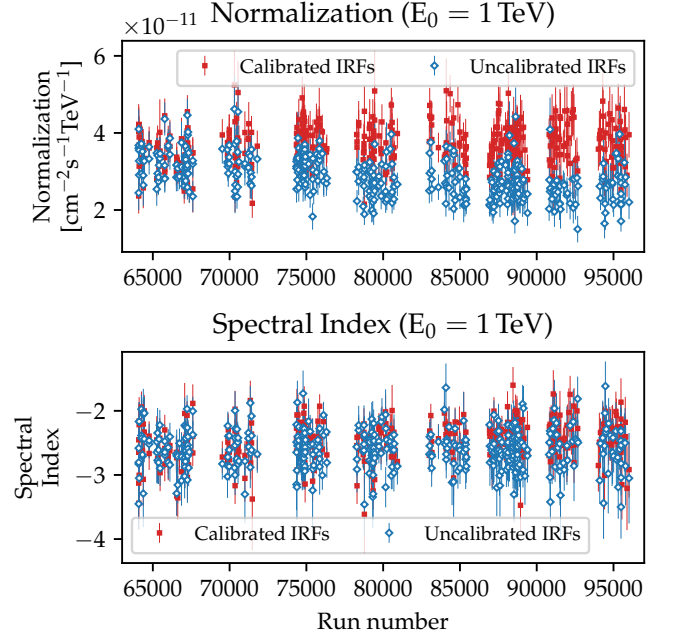 Normalization (E₀ = 1 TeV)
×10⁻¹¹
Calibrated IRFs
Uncalibrated IRFs
Normalization
[cm⁻²s⁻¹TeV⁻¹]
6
4
2
65000 70000 75000 80000 85000 90000 95000
Spectral Index (E₀ = 1 TeV)
Spectral
Index
−2
−3
−4
Calibrated IRFs
Uncalibrated IRFs
65000 70000 75000 80000 85000 90000 95000
Run number